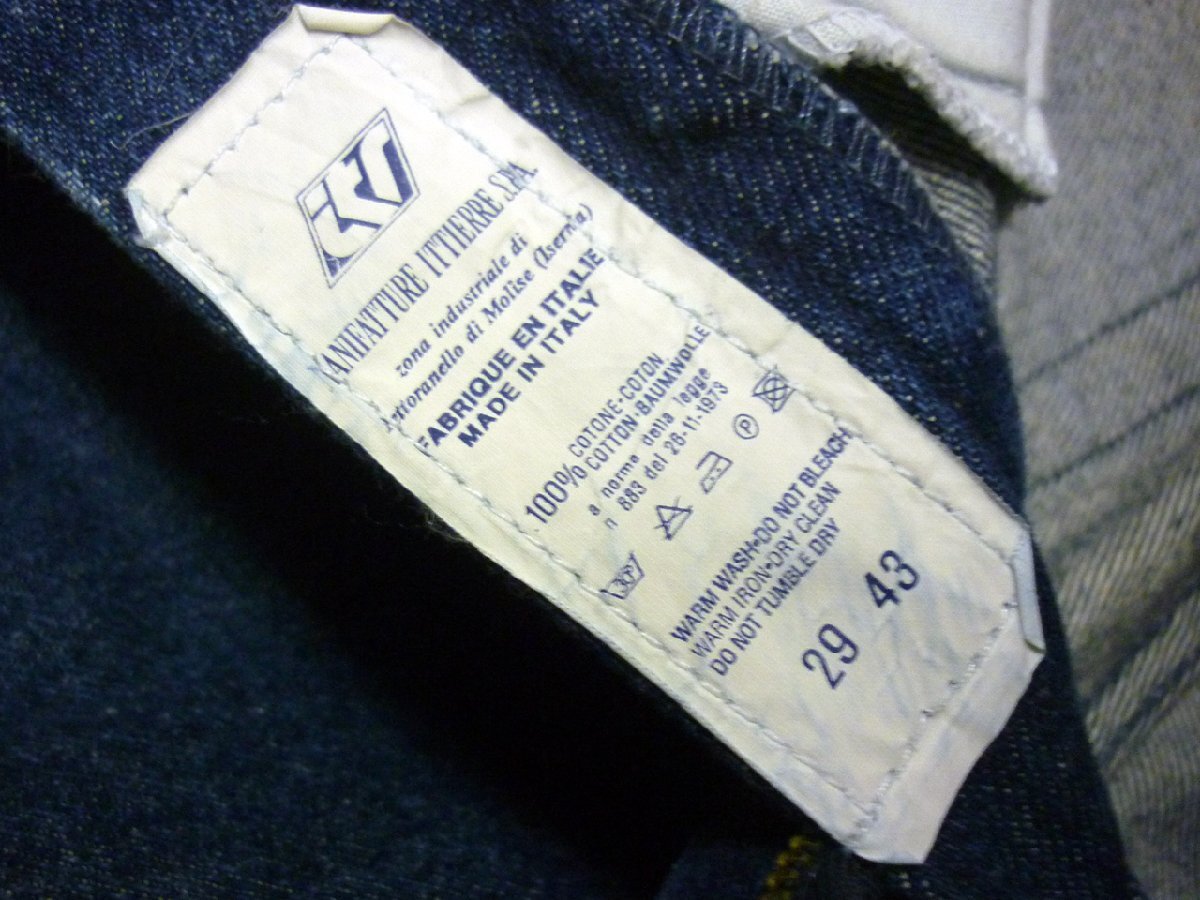 MANIFATTURE ITTIERRE S.P.A.
zona industriale di
Pettoranello di Molise (Isernia)
FABRIQUE EN ITALIE
MADE IN ITALY
100% COTONE-COTON
COTTON-BAUMWOLLE
a norme della legge
n 883 del 26-11-1973
30°
P
WARM WASH•DO NOT BLEACH
WARM IRON•DRY CLEAN
DO NOT TUMBLE DRY
29 43